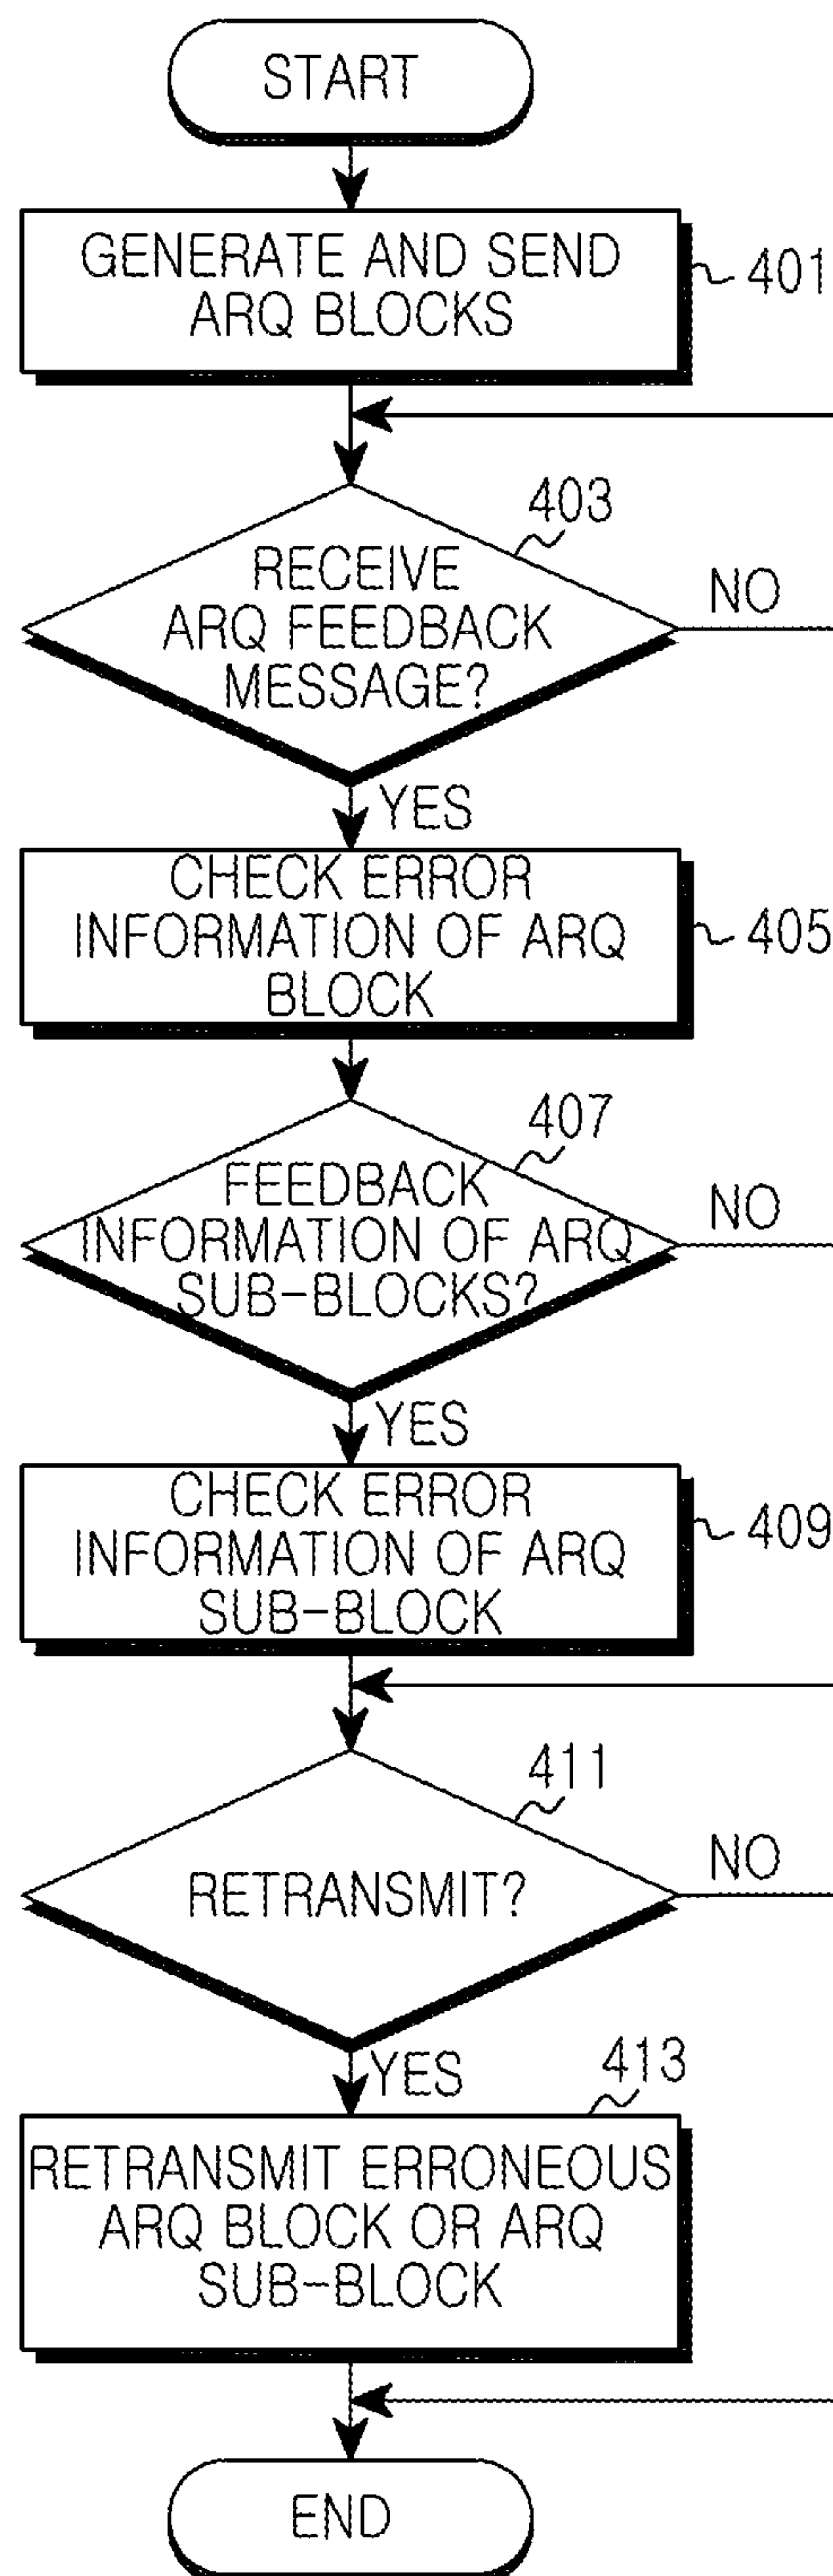 START
GENERATE AND SEND
ARQ BLOCKS
401
403
RECEIVE
ARQ FEEDBACK
MESSAGE?
NO
YES
CHECK ERROR
INFORMATION OF ARQ
BLOCK
405
407
FEEDBACK
INFORMATION OF ARQ
SUB-BLOCKS?
NO
YES
CHECK ERROR
INFORMATION OF ARQ
SUB-BLOCK
409
411
RETRANSMIT?
NO
YES
413
RETRANSMIT ERRONEOUS
ARQ BLOCK OR ARQ
SUB-BLOCK
END